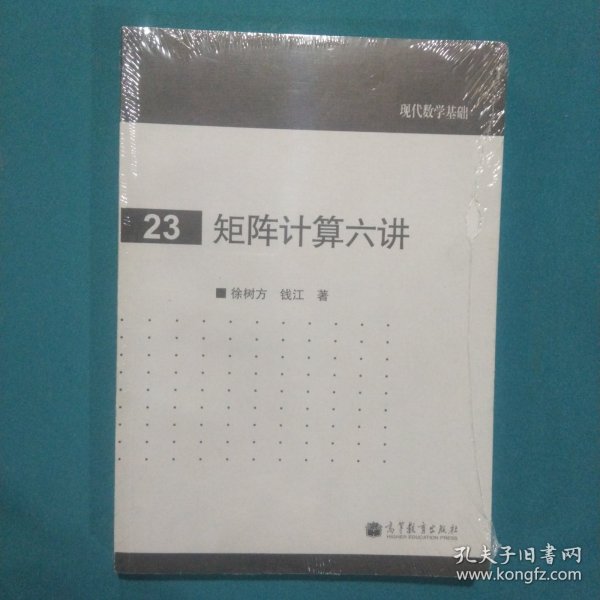 现代数学基础
23 矩阵计算六讲
■ 徐树方 钱江 著
高等教育出版社
HIGHER EDUCATION PRESS
孔夫子旧书网
www.kongfz.com